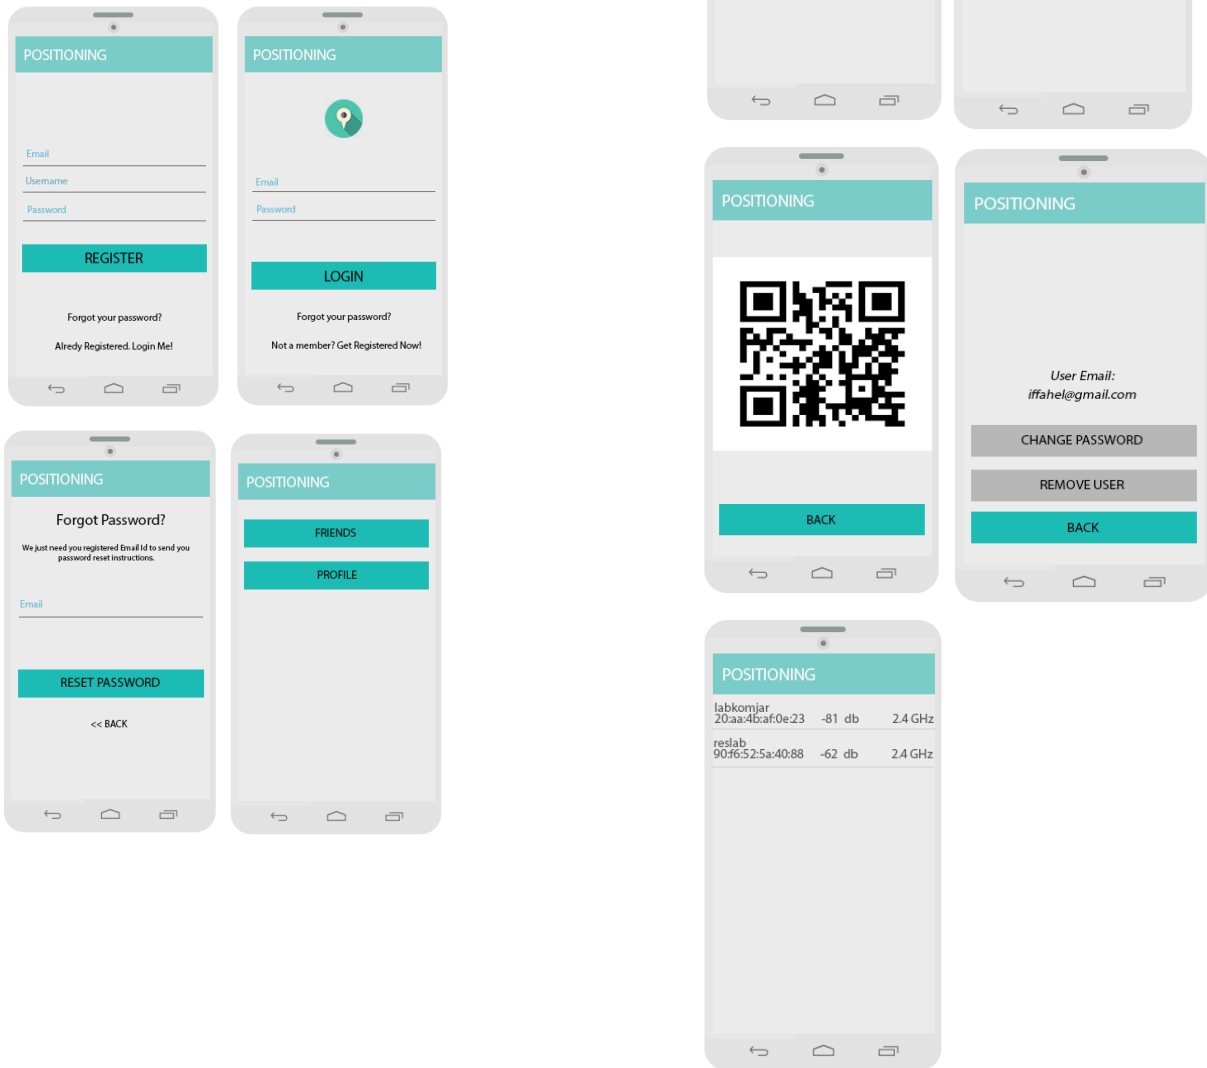 POSITIONING
Email
Username
Password
REGISTER
Forgot your password?
Alredy Registered. Login Me!
POSITIONING
Email
Password
LOGIN
Forgot your password?
Not a member? Get Registered Now!
POSITIONING
Forgot Password?
We just need you registered Email Id to send you
password reset instructions.
Email
RESET PASSWORD
<< BACK
POSITIONING
FRIENDS
PROFILE
POSITIONING
BACK
POSITIONING
User Email:
iffahel@gmail.com
CHANGE PASSWORD
REMOVE USER
BACK
POSITIONING
labkomjar
20:aa:4b:af:0e:23 -81 db 2.4 GHz
reslab
90:f6:52:5a:40:88 -62 db 2.4 GHz